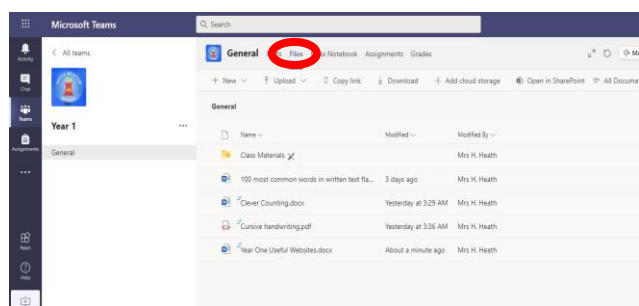 Microsoft Teams
Search
Activity
Chat
Teams
Assignments
Apps
Help
All teams
Year 1
General
General Files Notebook Assignments Grades
+ New Upload Copy link Download + Add cloud storage Open in SharePoint All Docume
General
Name Modified Modified By
Class Materials Mrs H. Heath
100 most common words in written text fla... 3 days ago Mrs H. Heath
Clever Counting.docx Yesterday at 3:29 AM Mrs H. Heath
Cursive handwriting.pdf Yesterday at 3:36 AM Mrs H. Heath
Year One Useful Websites.docx About a minute ago Mrs H. Heath